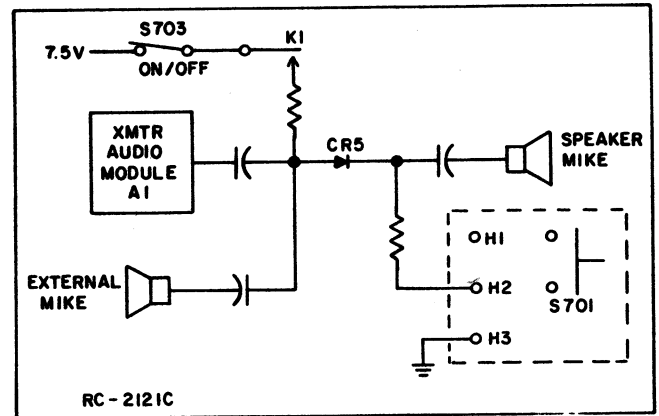 S703
K1
7.5V
ON/OFF
XMTR
AUDIO
MODULE
A1
CR5
SPEAKER
MIKE
H1
EXTERNAL
MIKE
H2
S701
H3
RC-2121C